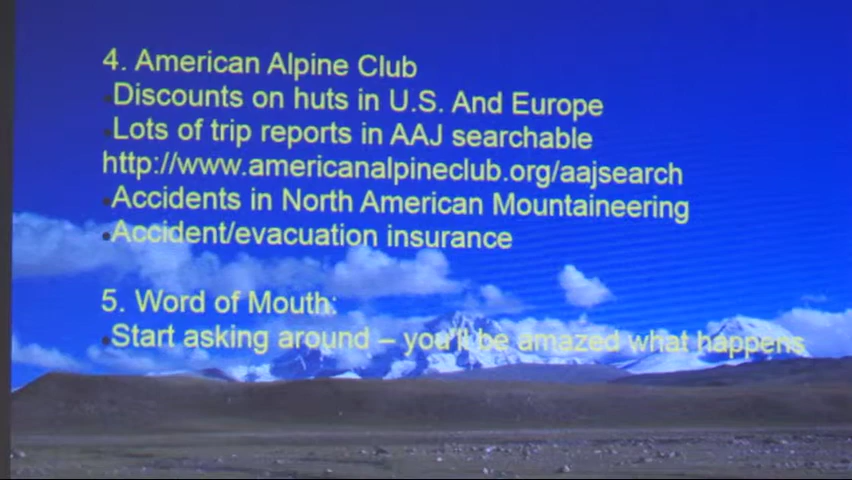 4. American Alpine Club
•Discounts on huts in U.S. And Europe
•Lots of trip reports in AAJ searchable
http://www.americanalpineclub.org/aajsearch
•Accidents in North American Mountaineering
•Accident/evacuation insurance
5. Word of Mouth:
•Start asking around – you'll be amazed what happens